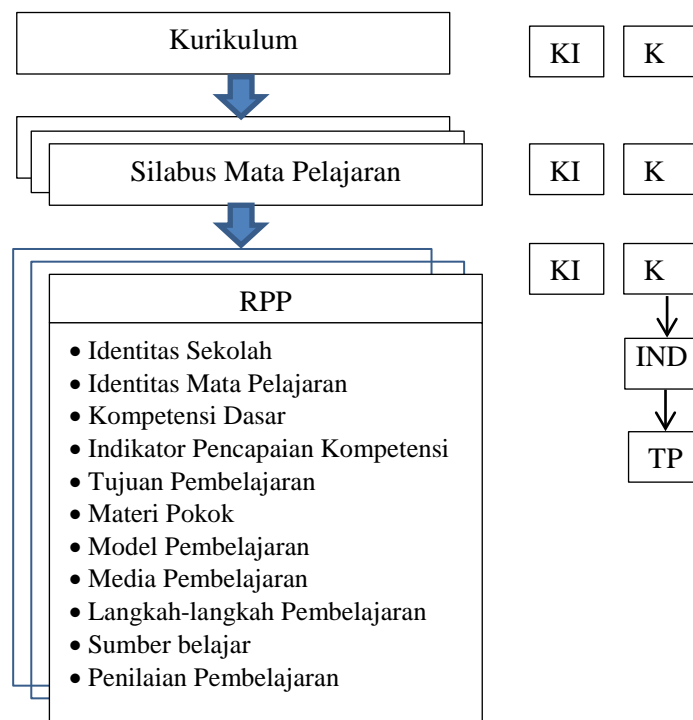 Kurikulum
KI K
Silabus Mata Pelajaran
KI K
KI K
RPP
• Identitas Sekolah
• Identitas Mata Pelajaran
• Kompetensi Dasar
• Indikator Pencapaian Kompetensi
• Tujuan Pembelajaran
• Materi Pokok
• Model Pembelajaran
• Media Pembelajaran
• Langkah-langkah Pembelajaran
• Sumber belajar
• Penilaian Pembelajaran
IND
TP